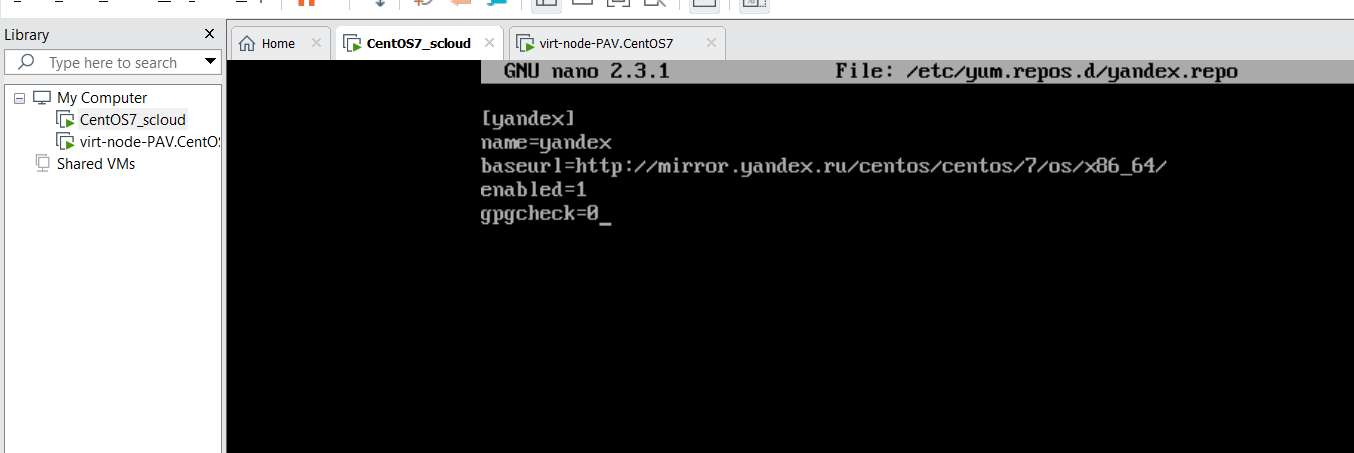 Library X
Type here to search
My Computer
CentOS7_scloud
virt-node-PAV.CentOS
Shared VMs
Home × CentOS7_scloud × virt-node-PAV.CentOS7 ×
GNU nano 2.3.1 File: /etc/yum.repos.d/yandex.repo
[yandex]
name=yandex
baseurl=http://mirror.yandex.ru/centos/centos/7/os/x86_64/
enabled=1
gpgcheck=0_